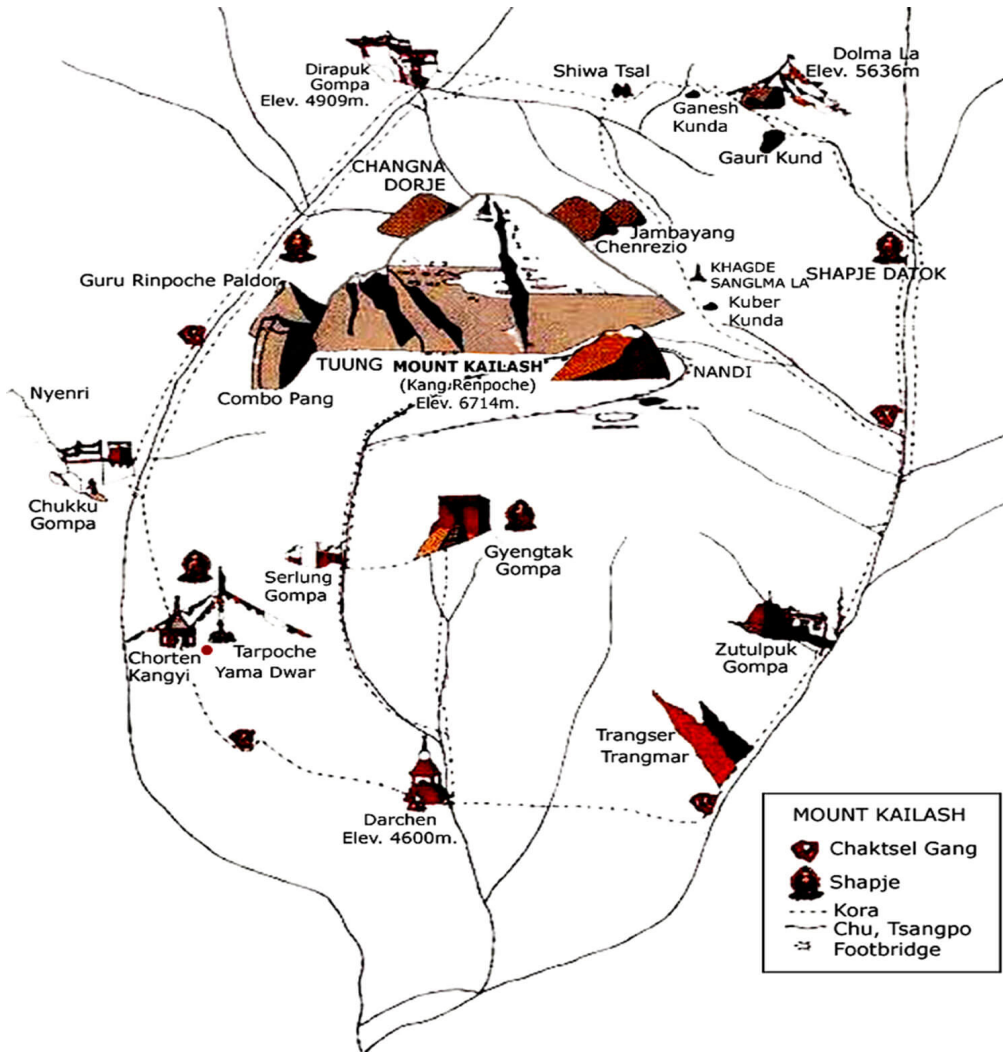 Dolma La
Elev. 5636m
Dirapuk
Gompa
Elev. 4909m.
Shiwa Tsal
Ganesh
Kunda
Gauri Kund
CHANGNA
DORJE
Jambayang
Chenrezio
Guru Rinpoche Paldor
KHAGDE
SANGLMA LA
SHAPJE DATOK
Kuber
Kunda
TUUNG
MOUNT KAILASH
(Kang Renpoche)
Elev. 6714m.
NANDI
Combo Pang
Nyenri
Chukku
Gompa
Serlung
Gompa
Gyengtak
Gompa
Chorten
Kangyi
Tarpoche
Yama Dwar
Zutulpuk
Gompa
Trangser
Trangmar
Darchen
Elev. 4600m.
MOUNT KAILASH
Chaktsel Gang
Shapje
Kora
Chu, Tsangpo
Footbridge